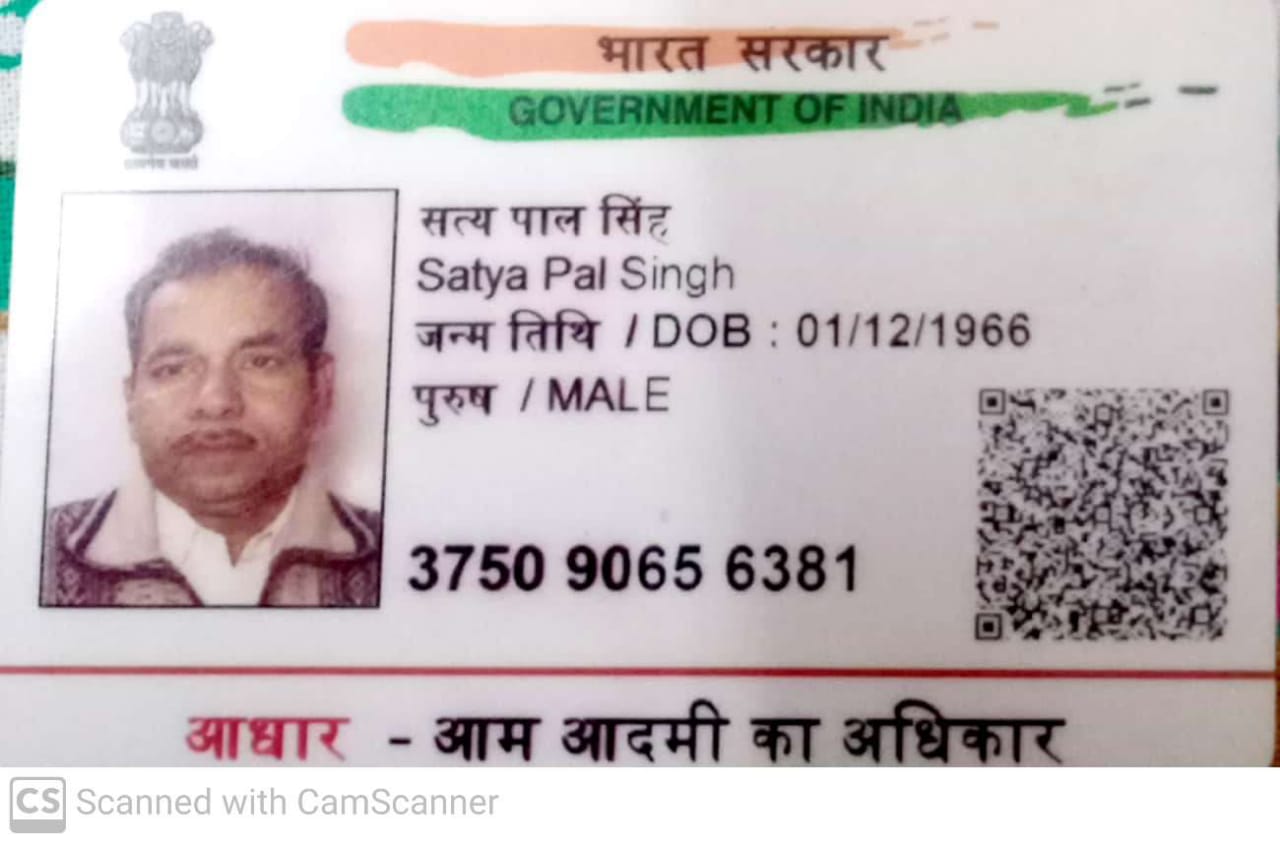 भारत सरकार
GOVERNMENT OF INDIA
सत्य पाल सिंह
Satya Pal Singh
जन्म तिथि / DOB : 01/12/1966
पुरुष / MALE
3750 9065 6381
आधार - आम आदमी का अधिकार
CS Scanned with CamScanner